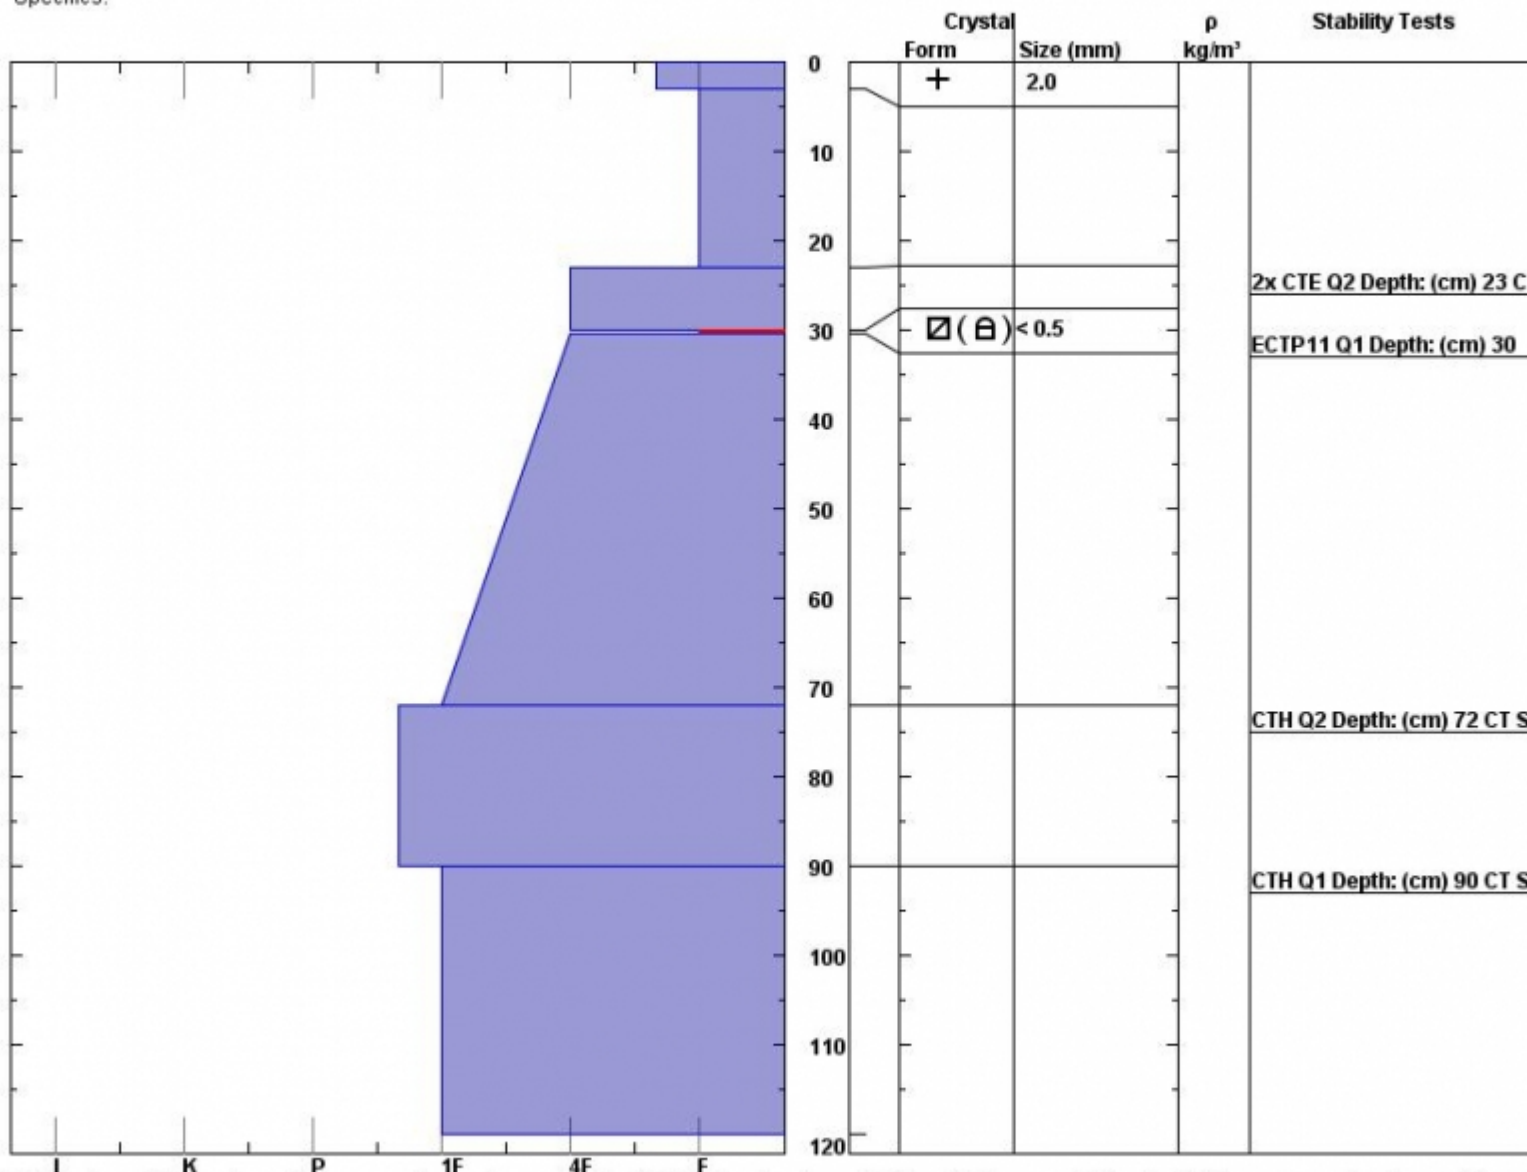 Specifics:
Crystal ρ Stability Tests
Form Size (mm) kg/m³
0
+ 2.0
10
20
2x CTE Q2 Depth: (cm) 23 C
30
< 0.5
ECTP11 Q1 Depth: (cm) 30
40
50
60
70
CTH Q2 Depth: (cm) 72 CT S
80
90
CTH Q1 Depth: (cm) 90 CT S
100
110
120
I K P 1F 4F F